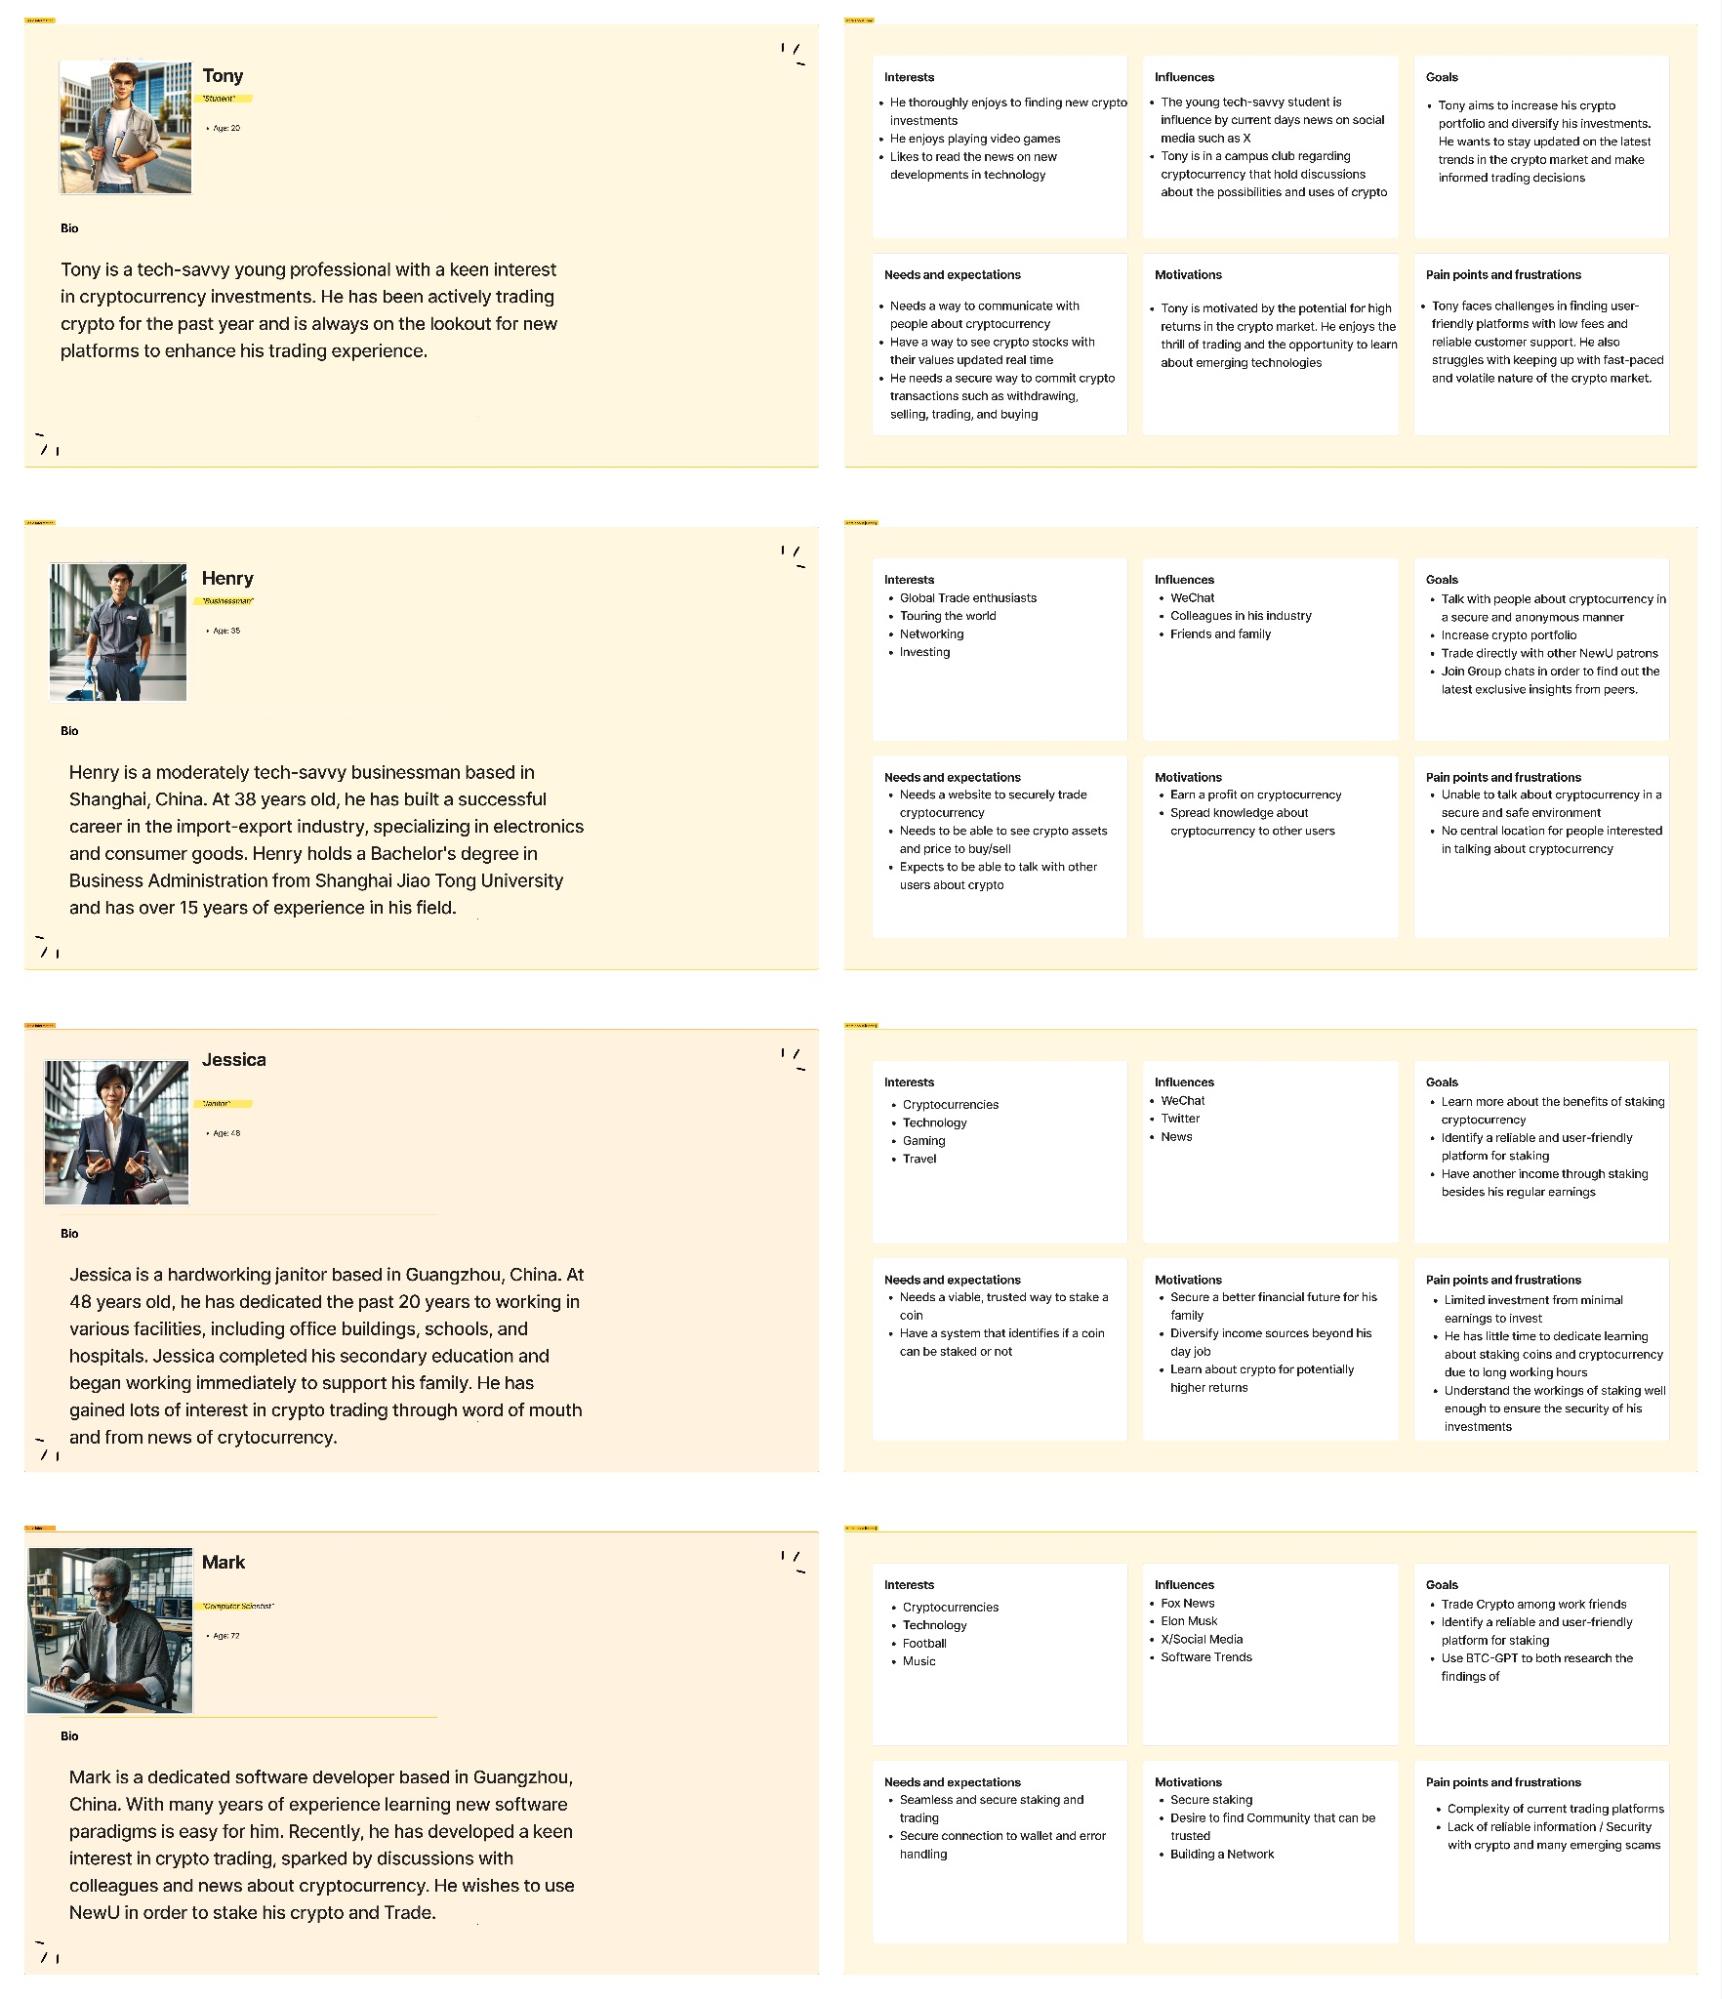 Tony
"Student"
Age: 20
Bio
Tony is a tech-savvy young professional with a keen interest
in cryptocurrency investments. He has been actively trading
crypto for the past year and is always on the lookout for new
platforms to enhance his trading experience.
Interests
He thoroughly enjoys to finding new crypto
investments
He enjoys playing video games
Likes to read the news on new
developments in technology
Influences
The young tech-savvy student is
influence by current days news on social
media such as X
Tony is in a campus club regarding
cryptocurrency that hold discussions
about the possibilities and uses of crypto
Goals
Tony aims to increase his crypto
portfolio and diversify his investments.
He wants to stay updated on the latest
trends in the crypto market and make
informed trading decisions
Needs and expectations
Needs a way to communicate with
people about cryptocurrency
Have a way to see crypto stocks with
their values updated real time
He needs a secure way to commit crypto
transactions such as withdrawing,
selling, trading, and buying
Motivations
Tony is motivated by the potential for high
returns in the crypto market. He enjoys the
thrill of trading and the opportunity to learn
about emerging technologies
Pain points and frustrations
Tony faces challenges in finding user-
friendly platforms with low fees and
reliable customer support. He also
struggles with keeping up with fast-paced
and volatile nature of the crypto market.
Henry
"Businessman"
Age: 35
Bio
Henry is a moderately tech-savvy businessman based in
Shanghai, China. At 38 years old, he has built a successful
career in the import-export industry, specializing in electronics
and consumer goods. Henry holds a Bachelor's degree in
Business Administration from Shanghai Jiao Tong University
and has over 15 years of experience in his field.
Interests
Global Trade enthusiasts
Touring the world
Networking
Investing
Influences
WeChat
Colleagues in his industry
Friends and family
Goals
Talk with people about cryptocurrency in
a secure and anonymous manner
Increase crypto portfolio
Trade directly with other NewU patrons
Join Group chats in order to find out the
latest exclusive insights from peers.
Needs and expectations
Needs a website to securely trade
cryptocurrency
Needs to be able to see crypto assets
and price to buy/sell
Expects to be able to talk with other
users about crypto
Motivations
Earn a profit on cryptocurrency
Spread knowledge about
cryptocurrency to other users
Pain points and frustrations
Unable to talk about cryptocurrency in a
secure and safe environment
No central location for people interested
in talking about cryptocurrency
Jessica
"Janitor"
Age: 48
Bio
Jessica is a hardworking janitor based in Guangzhou, China. At
48 years old, he has dedicated the past 20 years to working in
various facilities, including office buildings, schools, and
hospitals. Jessica completed his secondary education and
began working immediately to support his family. He has
gained lots of interest in crypto trading through word of mouth
and from news of crytocurrency.
Interests
Cryptocurrencies
Technology
Gaming
Travel
Influences
WeChat
Twitter
News
Goals
Learn more about the benefits of staking
cryptocurrency
Identify a reliable and user-friendly
platform for staking
Have another income through staking
besides his regular earnings
Needs and expectations
Needs a viable, trusted way to stake a
coin
Have a system that identifies if a coin
can be staked or not
Motivations
Secure a better financial future for his
family
Diversify income sources beyond his
day job
Learn about crypto for potentially
higher returns
Pain points and frustrations
Limited investment from minimal
earnings to invest
He has little time to dedicate learning
about staking coins and cryptocurrency
due to long working hours
Understand the workings of staking well
enough to ensure the security of his
investments
Mark
"Computer Scientist"
Age: 72
Bio
Mark is a dedicated software developer based in Guangzhou,
China. With many years of experience learning new software
paradigms is easy for him. Recently, he has developed a keen
interest in crypto trading, sparked by discussions with
colleagues and news about cryptocurrency. He wishes to use
NewU in order to stake his crypto and Trade.
Interests
Cryptocurrencies
Technology
Football
Music
Influences
Fox News
Elon Musk
X/Social Media
Software Trends
Goals
Trade Crypto among work friends
Identify a reliable and user-friendly
platform for staking
Use BTC-GPT to both research the
findings of
Needs and expectations
Seamless and secure staking and
trading
Secure connection to wallet and error
handling
Motivations
Secure staking
Desire to find Community that can be
trusted
Building a Network
Pain points and frustrations
Complexity of current trading platforms
Lack of reliable information / Security
with crypto and many emerging scams